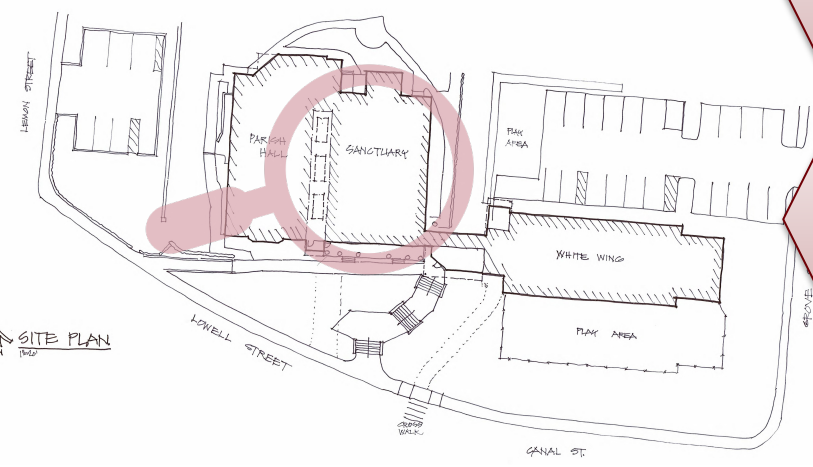 LEMON STREET
PARISH
HALL
SANCTUARY
PLAY
AREA
WHITE WING
PLAY AREA
SITE PLAN
LOWELL STREET
CROSS
WALK
CANAL ST.
GROVE